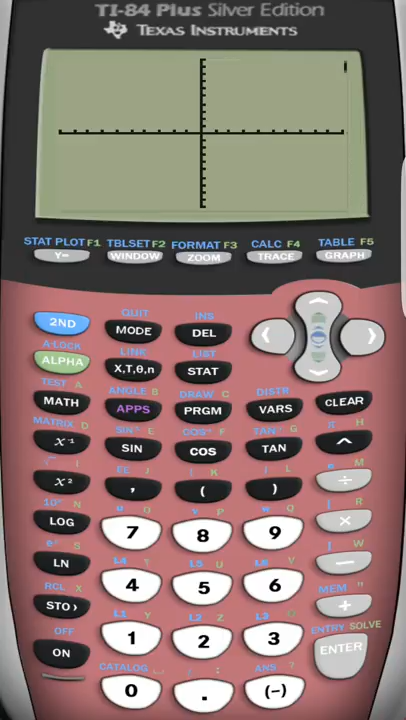 TI-84 Plus Silver Edition
TEXAS INSTRUMENTS
STAT PLOT F1 TBLSET F2 FORMAT F3 CALC F4 TABLE F5
Y= WINDOW ZOOM TRACE GRAPH
QUIT INS
2ND MODE DEL
A-LOCK LINK LIST
ALPHA X,T,θ,n STAT
TEST A ANGLE B DRAW C DISTR
MATH APPS PRGM VARS CLEAR
MATRIX D SIN⁻¹ E COS⁻¹ F TAN⁻¹ G π H
X⁻¹ SIN COS TAN ^
√ I EE J { K } L e M
X² , ( ) ÷
10ˣ N u O v P w Q [ R
LOG 7 8 9 ×
eˣ S L4 T L5 U L6 V ] W
LN 4 5 6 −
RCL X L1 Y L2 Z L3 θ MEM "
STO› 1 2 3 +
OFF CATALOG ␣ i : ANS ? ENTRY SOLVE
ON 0 . (−) ENTER